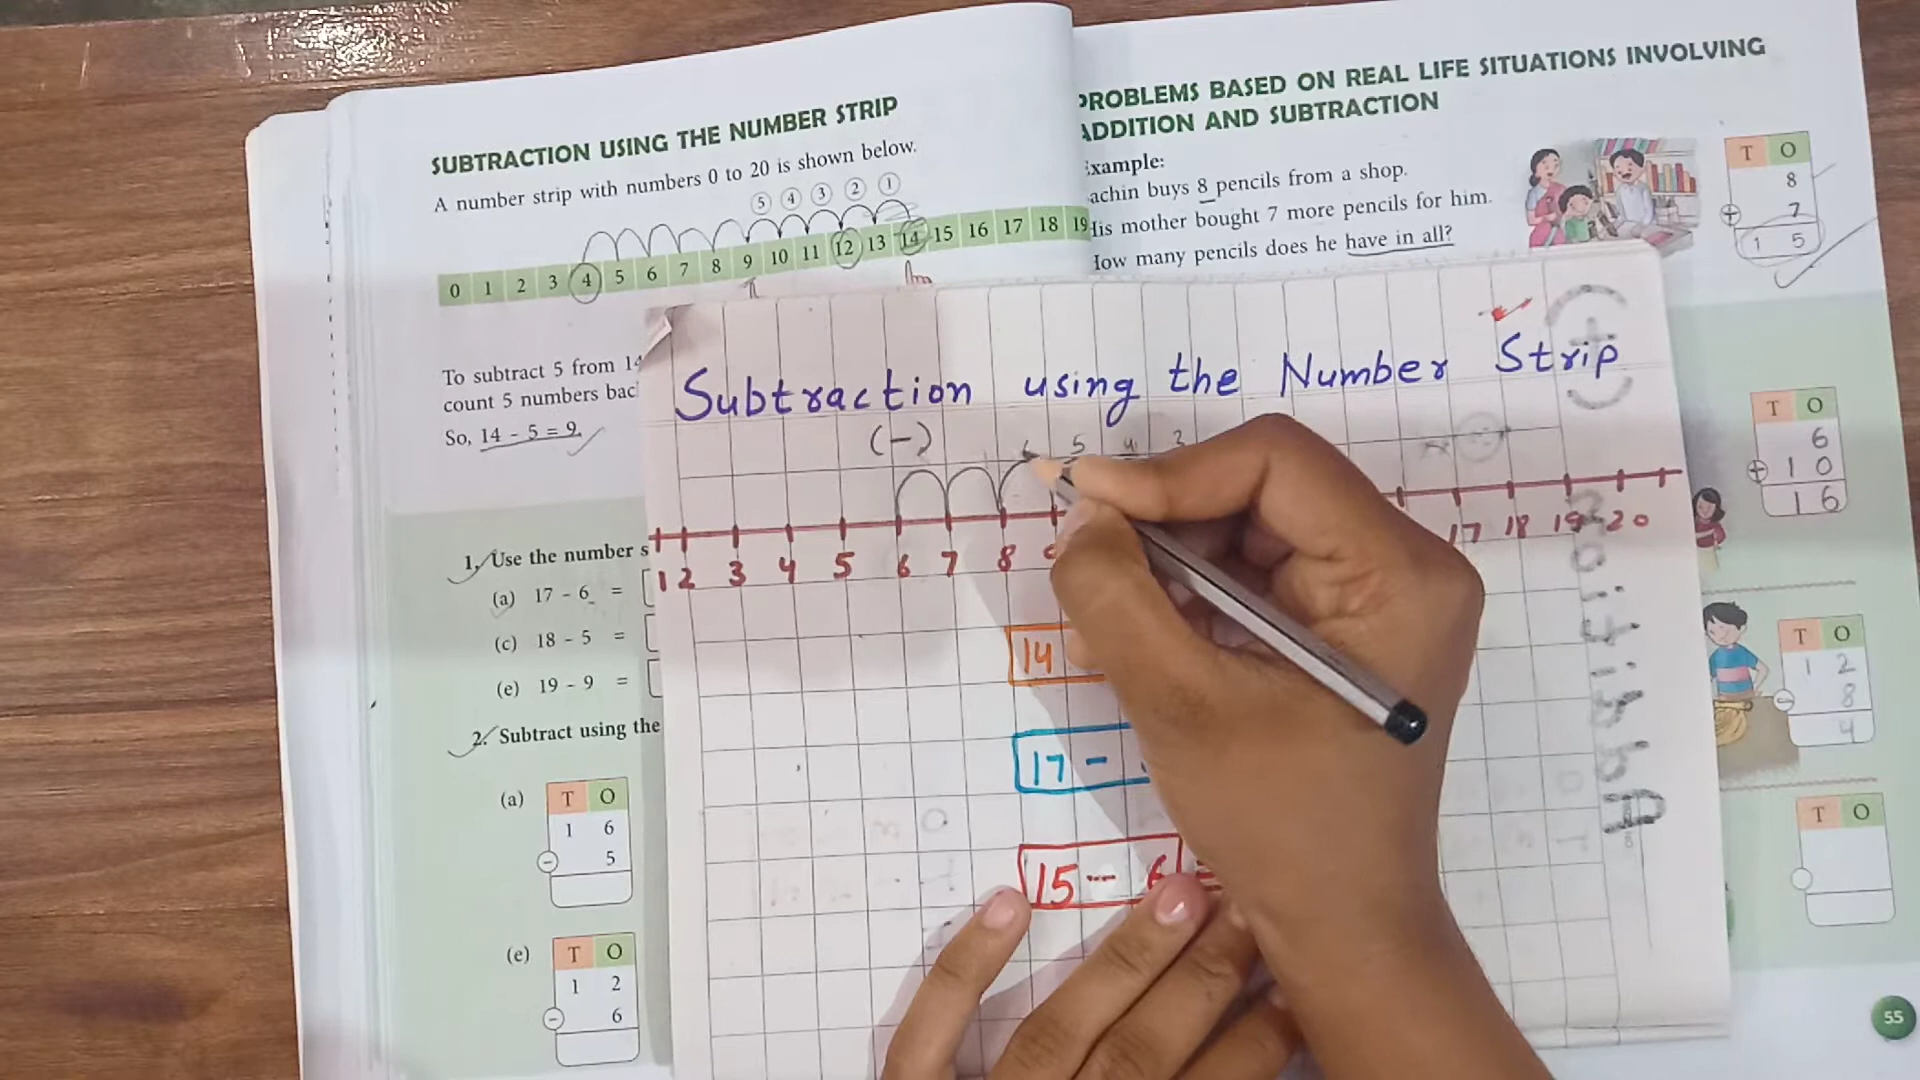 SUBTRACTION USING THE NUMBER STRIP
A number strip with numbers 0 to 20 is shown below.
5 4 3 2 1
0 1 2 3 4 5 6 7 8 9 10 11 12 13 14 15 16 17 18 19
To subtract 5 from 14
count 5 numbers bac
So, 14 - 5 = 9.
1. Use the number s
(a) 17 - 6 =
(c) 18 - 5 =
(e) 19 - 9 =
2. Subtract using the
(a) T O
1 6
- 5
(e) T O
1 2
- 6
PROBLEMS BASED ON REAL LIFE SITUATIONS INVOLVING
ADDITION AND SUBTRACTION
Example:
achin buys 8 pencils from a shop.
His mother bought 7 more pencils for him.
How many pencils does he have in all?
T O
8
+ 7
1 5
T O
6
+ 1 0
1 6
T O
1 2
- 8
4
T O
55
Subtraction using the Number Strip
(-)
6 5 4 3
1 2 3 4 5 6 7 8 17 18 19 20
14
17 -
15 - 6